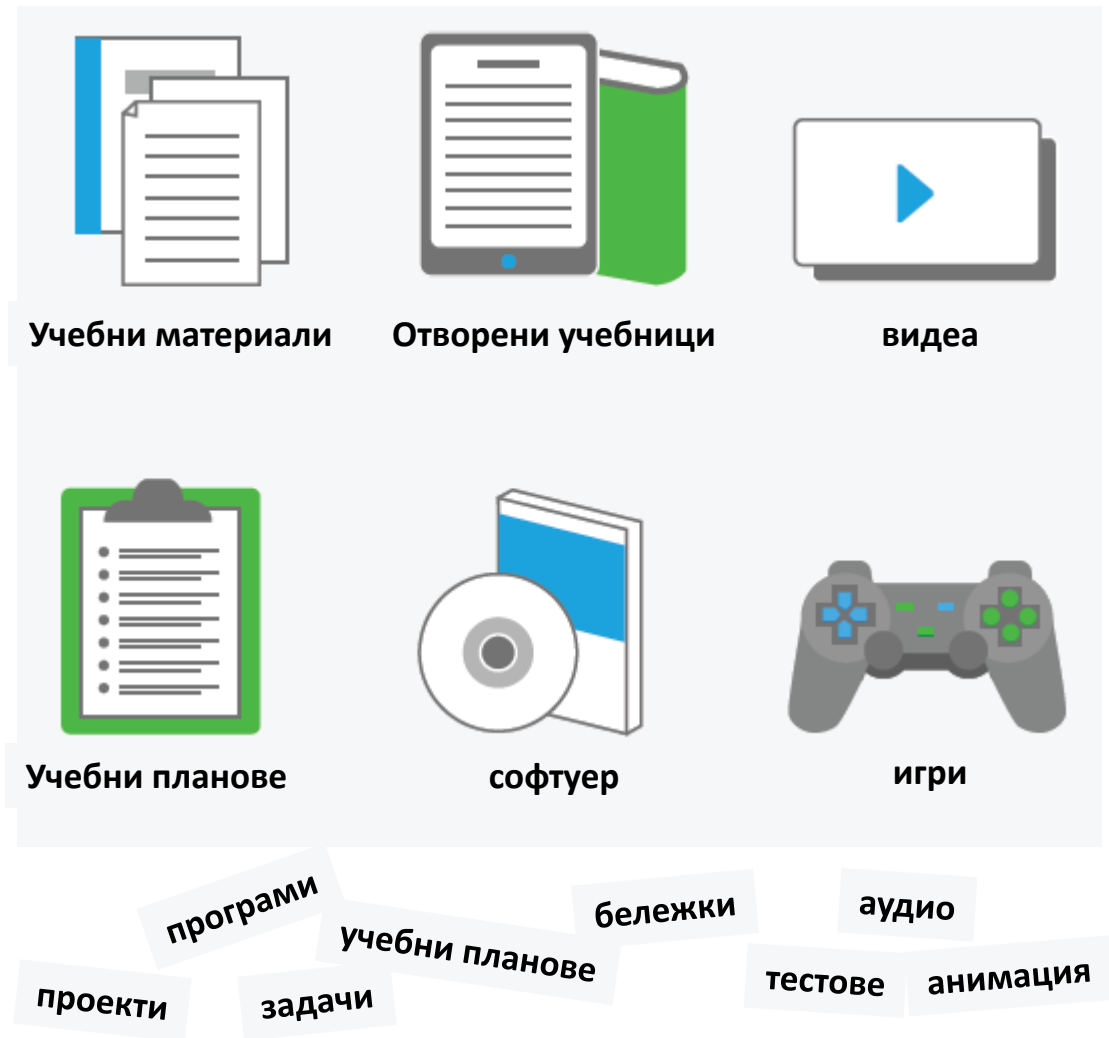 Учебни материали
Отворени учебници
видеа
Учебни планове
софтуер
игри
програми
учебни планове
бележки
аудио
проекти
задачи
тестове
анимация